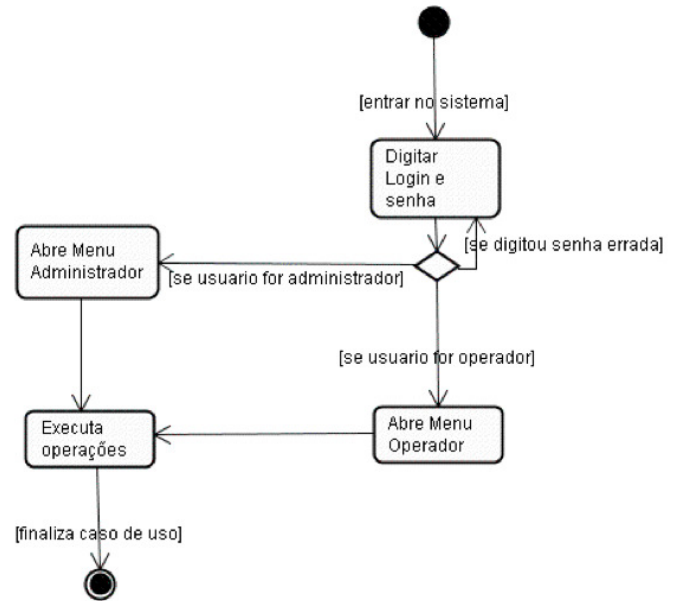 [entrar no sistema]
Digitar
Login e
senha
[se digitou senha errada]
Abre Menu
Administrador
[se usuario for administrador]
[se usuario for operador]
Abre Menu
Operador
Executa
operações
[finaliza caso de uso]